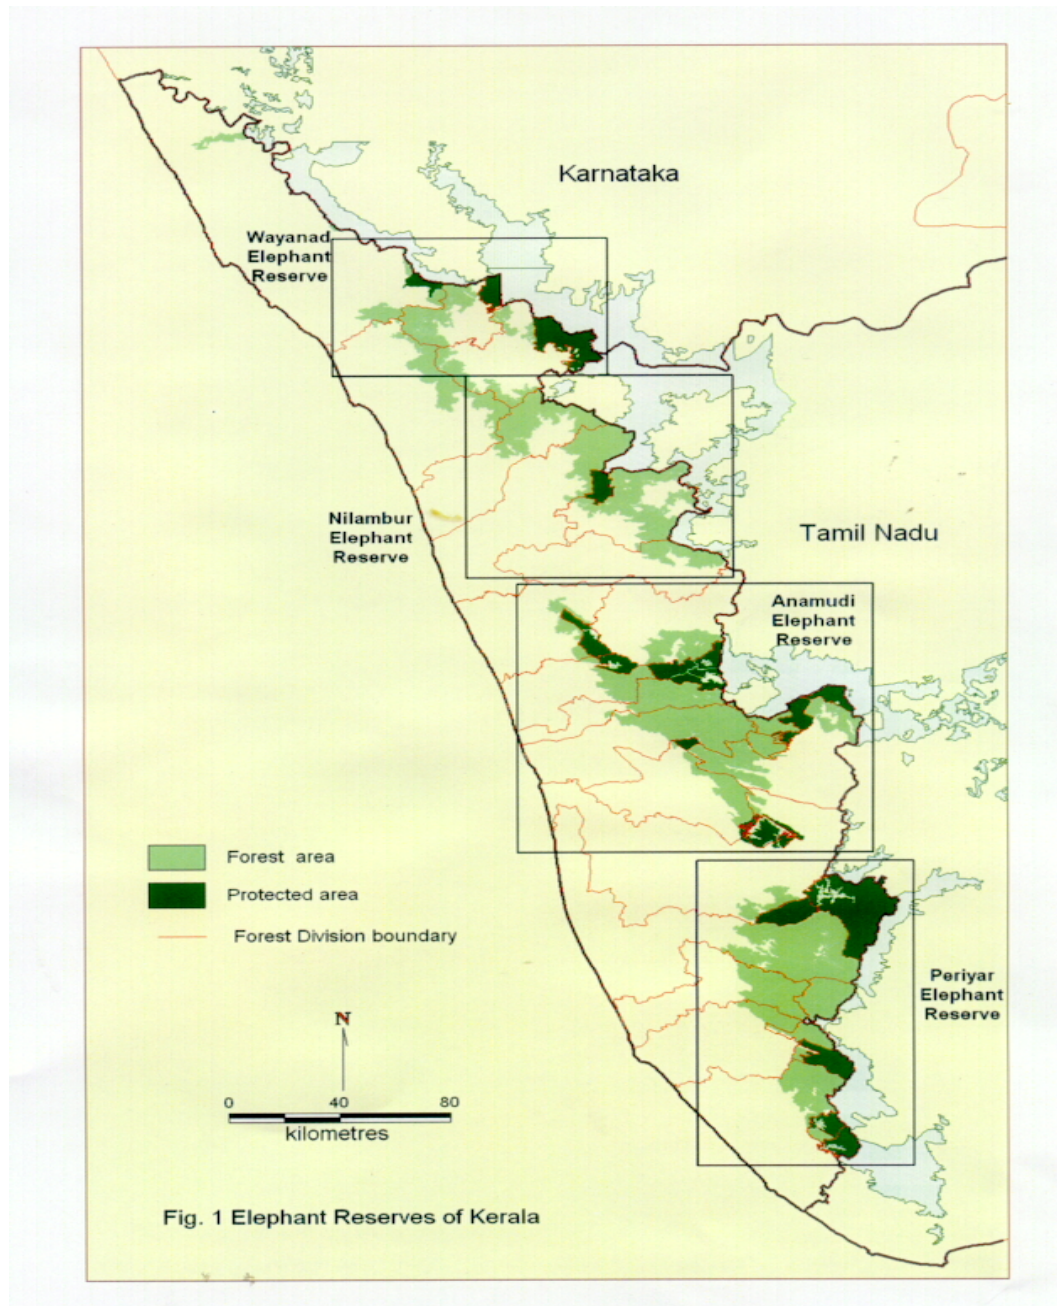 Karnataka
Wayanad
Elephant
Reserve
Nilambur
Elephant
Reserve
Tamil Nadu
Anamudi
Elephant
Reserve
Forest area
Protected area
Forest Division boundary
Periyar
Elephant
Reserve
N
0 40 80
kilometres
Fig. 1 Elephant Reserves of Kerala